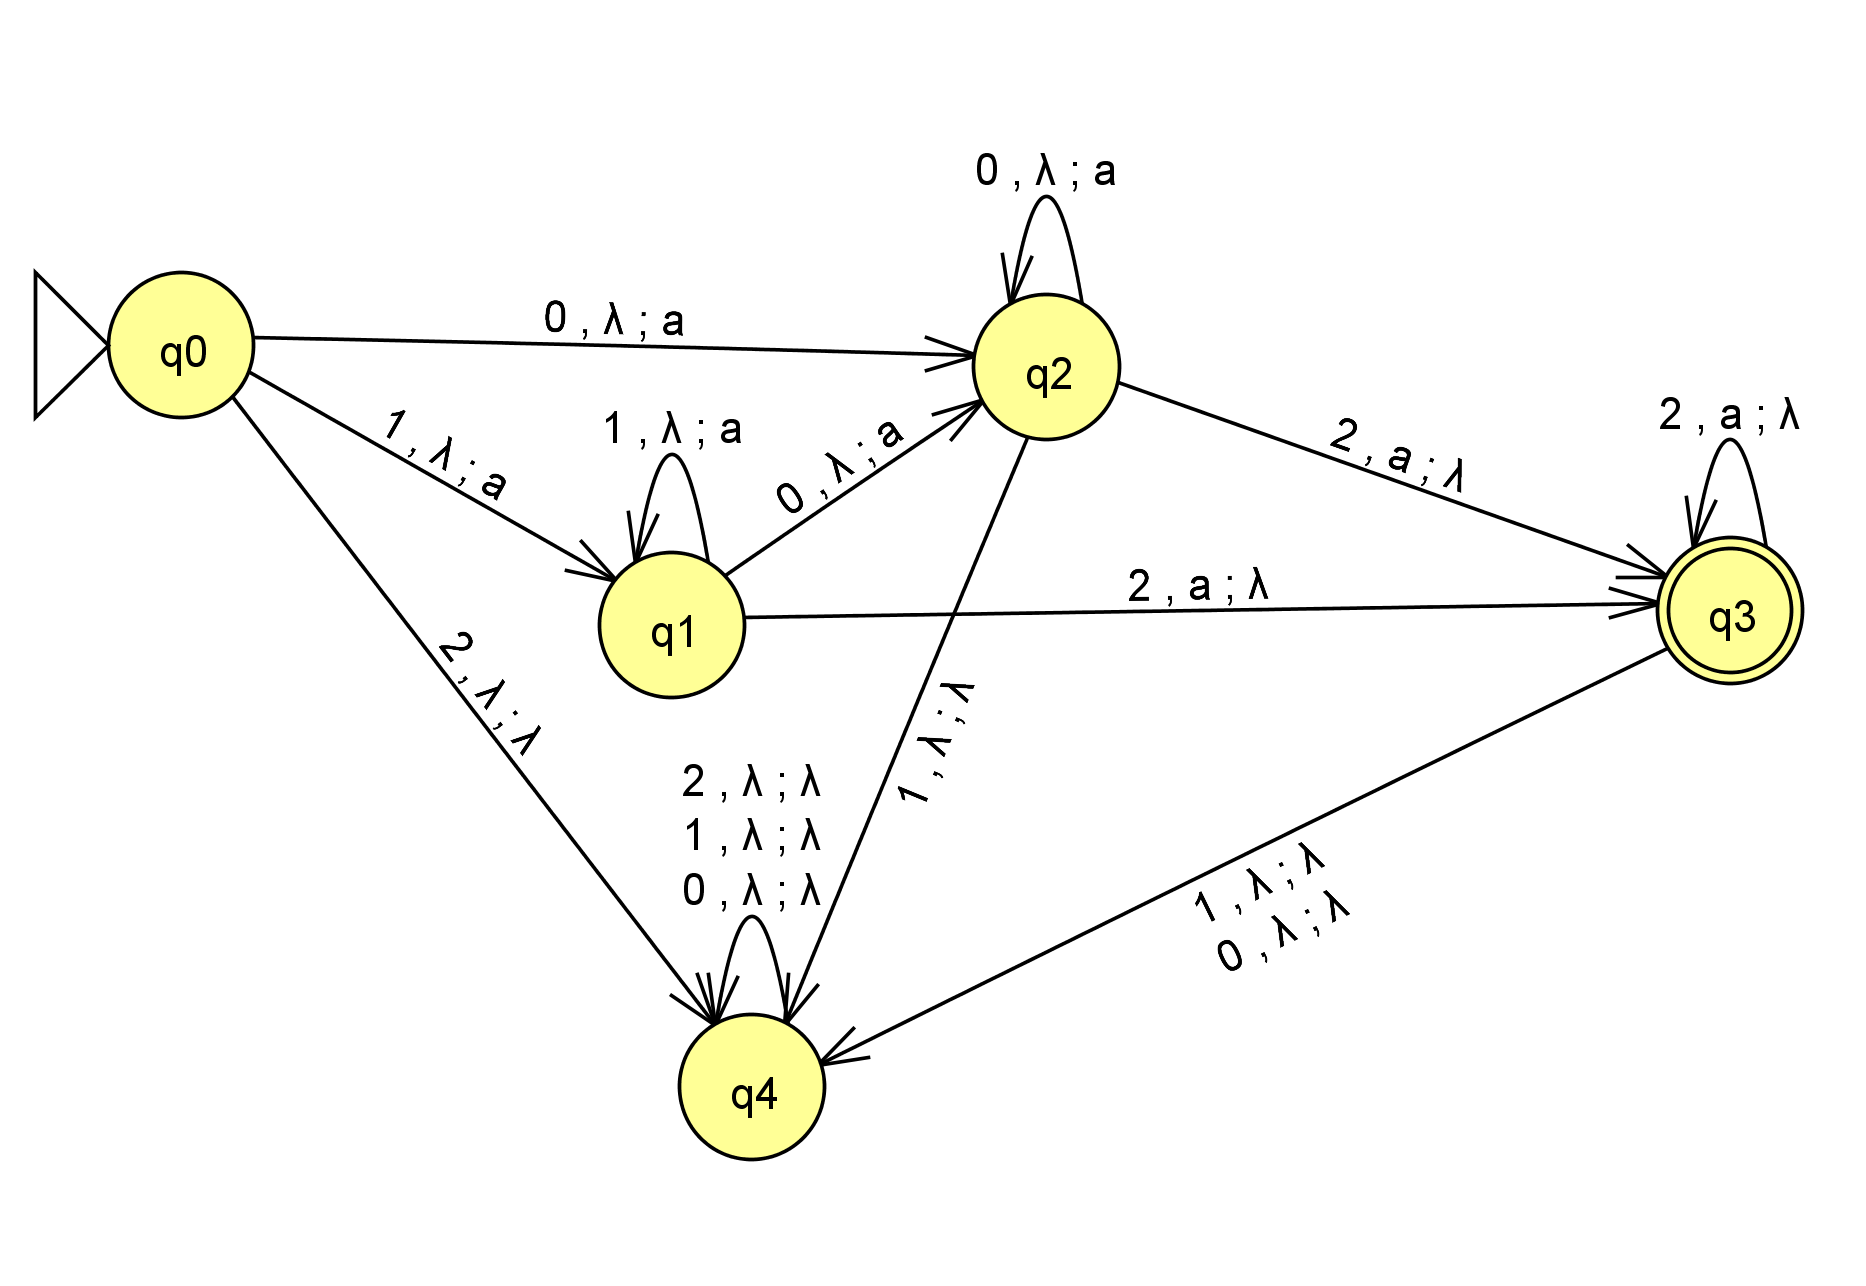 0 , λ ; a
0 , λ ; a
q0
q2
1 , λ ; a
1 , λ ; a
0 , λ ; a
2 , a ; λ
2 , a ; λ
2 , a ; λ
q1
q3
2 , λ ; λ
1 , λ ; λ
2 , λ ; λ
1 , λ ; λ
0 , λ ; λ
1 , λ ; λ
0 , λ ; λ
q4